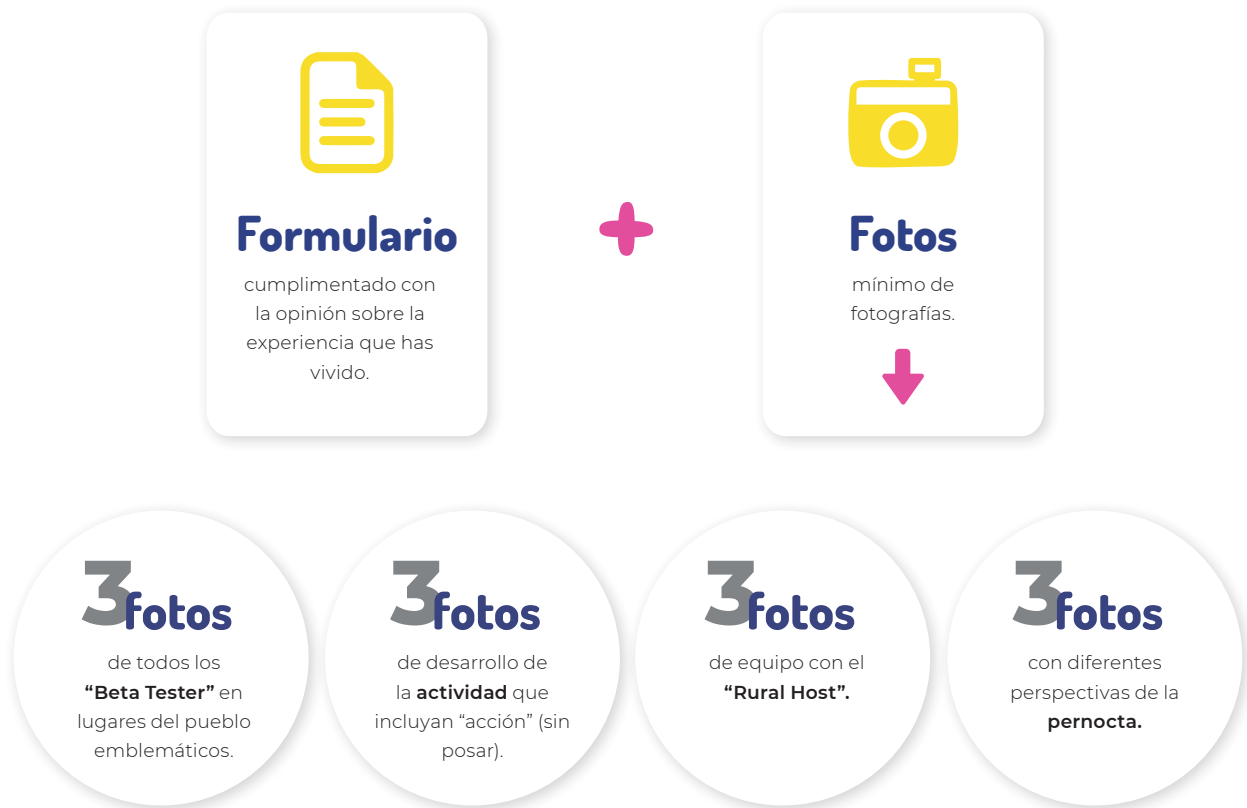 Formulario
cumplimentado con
la opinión sobre la
experiencia que has
vivido.
Fotos
mínimo de
fotografías.
3fotos
de todos los
“Beta Tester” en
lugares del pueblo
emblemáticos.
3fotos
de desarrollo de
la actividad que
incluyan “acción” (sin
posar).
3fotos
de equipo con el
“Rural Host”.
3fotos
con diferentes
perspectivas de la
pernocta.